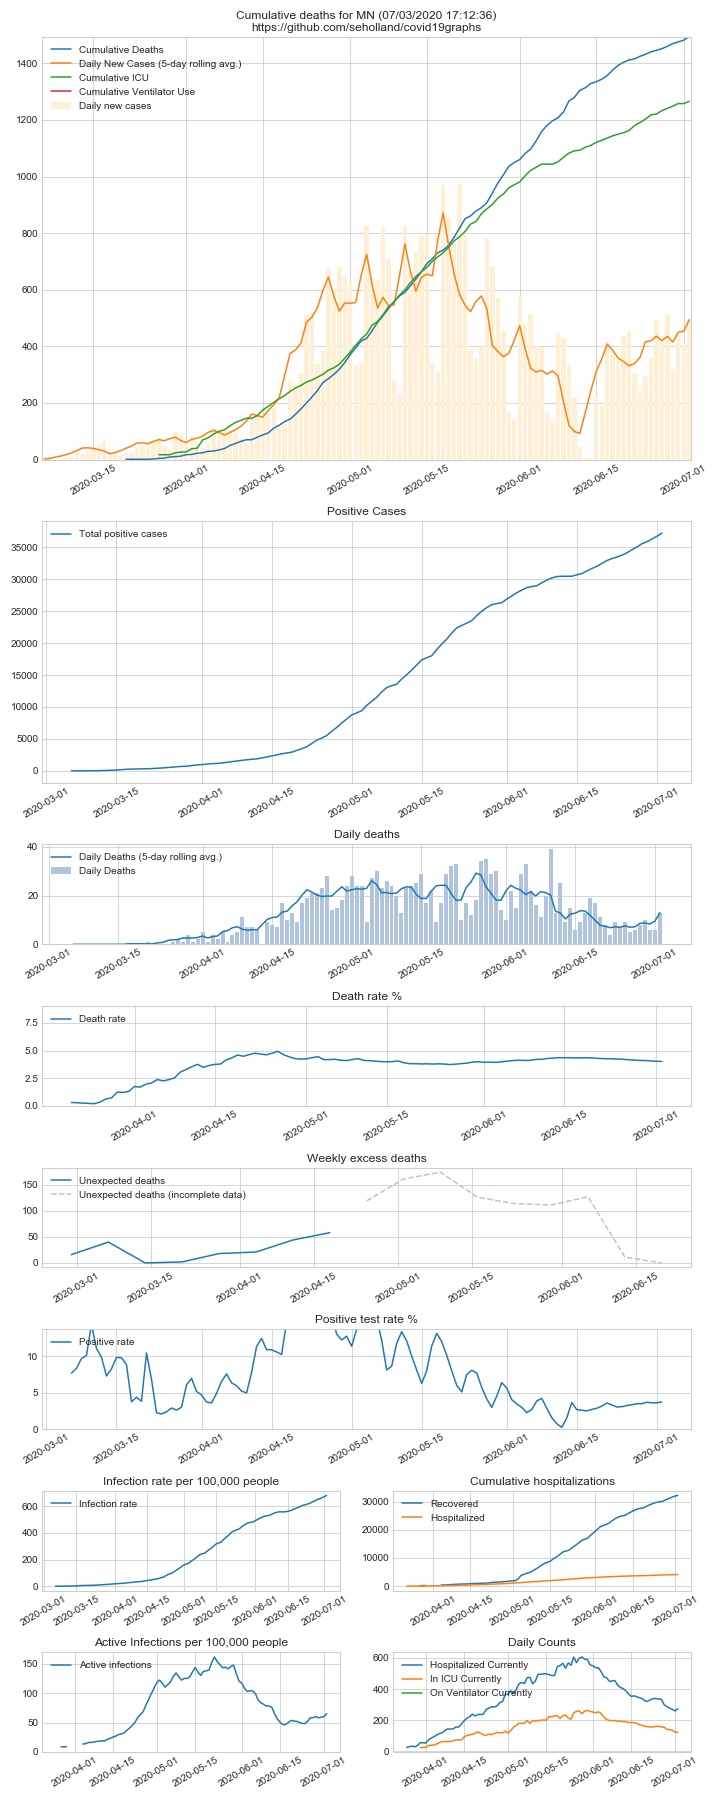 Cumulative deaths for MN (07/03/2020 17:12:36)
https://github.com/seholland/covid19graphs
Cumulative Deaths
Daily New Cases (5-day rolling avg.)
Cumulative ICU
Cumulative Ventilator Use
Daily new cases
1400
1200
1000
800
600
400
200
0
2020-03-15 2020-04-01 2020-04-15 2020-05-01 2020-05-15 2020-06-01 2020-06-15 2020-07-01
Positive Cases
Total positive cases
35000
30000
25000
20000
15000
10000
5000
0
2020-03-01 2020-03-15 2020-04-01 2020-04-15 2020-05-01 2020-05-15 2020-06-01 2020-06-15 2020-07-01
Daily deaths
Daily Deaths (5-day rolling avg.)
Daily Deaths
40
20
0
2020-03-01 2020-03-15 2020-04-01 2020-04-15 2020-05-01 2020-05-15 2020-06-01 2020-06-15 2020-07-01
Death rate %
Death rate
7.5
5.0
2.5
0.0
2020-04-01 2020-04-15 2020-05-01 2020-05-15 2020-06-01 2020-06-15 2020-07-01
Weekly excess deaths
Unexpected deaths
Unexpected deaths (incomplete data)
150
100
50
0
2020-03-01 2020-03-15 2020-04-01 2020-04-15 2020-05-01 2020-05-15 2020-06-01 2020-06-15
Positive test rate %
Positive rate
10
5
0
2020-03-01 2020-03-15 2020-04-01 2020-04-15 2020-05-01 2020-05-15 2020-06-01 2020-06-15 2020-07-01
Infection rate per 100,000 people
Infection rate
600
400
200
0
2020-03-01 2020-03-15 2020-04-01 2020-04-15 2020-05-01 2020-05-15 2020-06-01 2020-06-15 2020-07-01
Cumulative hospitalizations
Recovered
Hospitalized
30000
20000
10000
0
2020-04-01 2020-04-15 2020-05-01 2020-05-15 2020-06-01 2020-06-15 2020-07-01
Active Infections per 100,000 people
Active infections
150
100
50
0
2020-04-01 2020-04-15 2020-05-01 2020-05-15 2020-06-01 2020-06-15 2020-07-01
Daily Counts
Hospitalized Currently
In ICU Currently
On Ventilator Currently
600
400
200
0
2020-04-01 2020-04-15 2020-05-01 2020-05-15 2020-06-01 2020-06-15 2020-07-01